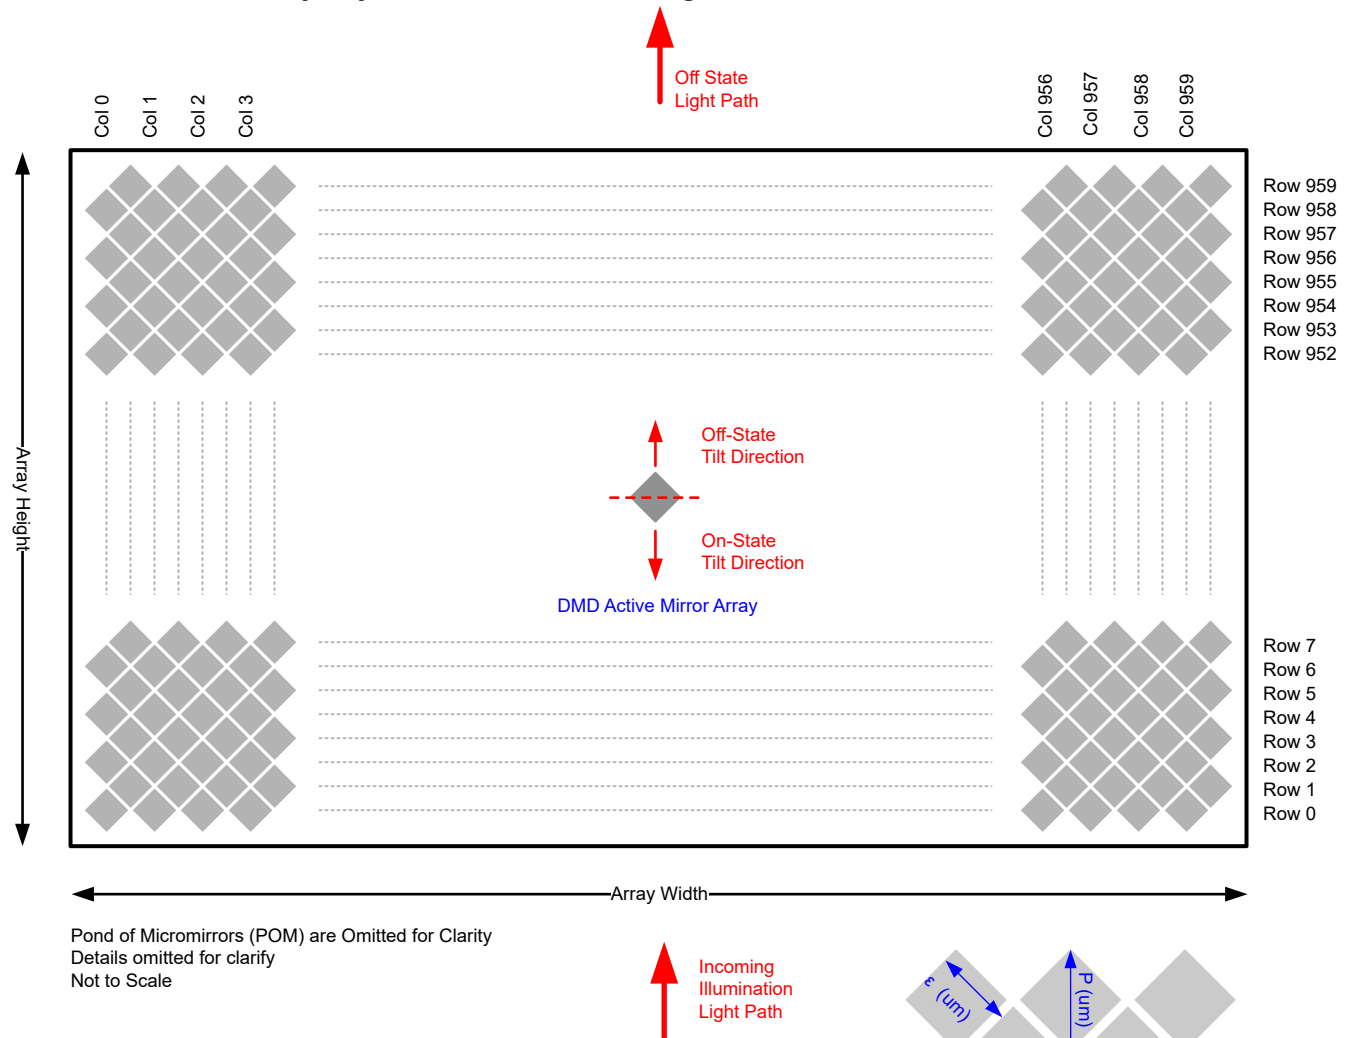 Off State
Light Path
Col 0
Col 1
Col 2
Col 3
Col 956
Col 957
Col 958
Col 959
Row 959
Row 958
Row 957
Row 956
Row 955
Row 954
Row 953
Row 952
Array Height
Off-State
Tilt Direction
On-State
Tilt Direction
DMD Active Mirror Array
Row 7
Row 6
Row 5
Row 4
Row 3
Row 2
Row 1
Row 0
Array Width
Pond of Micromirrors (POM) are Omitted for Clarity
Details omitted for clarify
Not to Scale
Incoming
Illumination
Light Path
ε (um)
P (um)